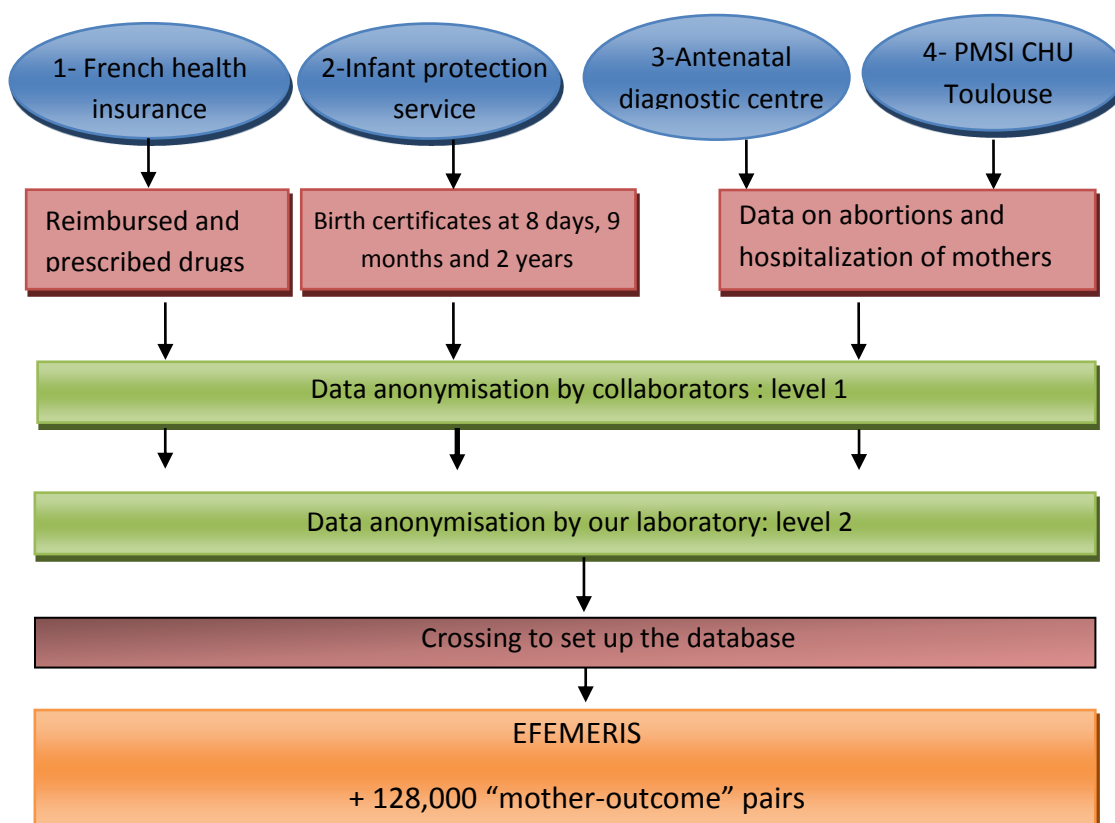 1- French health
insurance
2-Infant protection
service
3-Antenatal
diagnostic centre
4- PMSI CHU
Toulouse
Reimbursed and
prescribed drugs
Birth certificates at 8 days, 9
months and 2 years
Data on abortions and
hospitalization of mothers
Data anonymisation by collaborators : level 1
Data anonymisation by our laboratory: level 2
Crossing to set up the database
EFEMERIS
+ 128,000 “mother-outcome” pairs